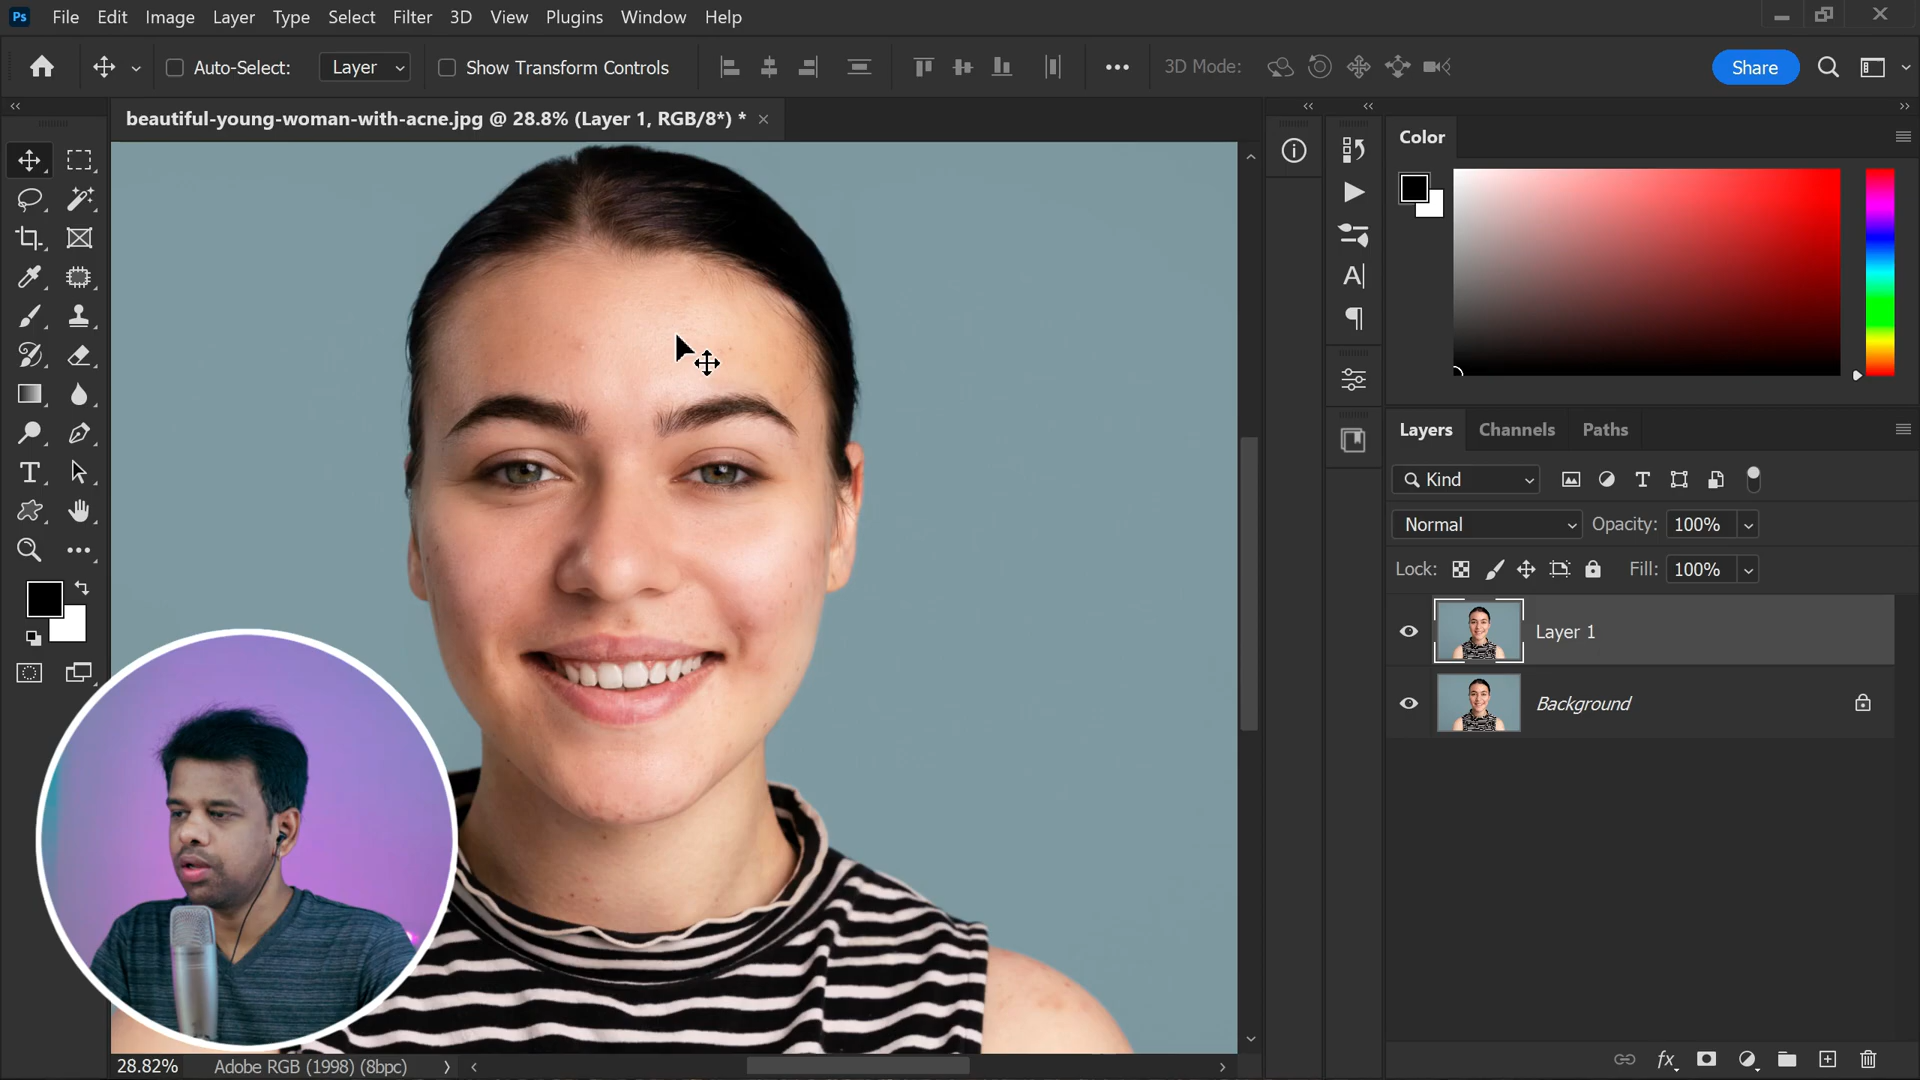 Ps File Edit Image Layer Type Select Filter 3D View Plugins Window Help
Auto-Select: Layer Show Transform Controls 3D Mode: Share
beautiful-young-woman-with-acne.jpg @ 28.8% (Layer 1, RGB/8*) *
Color
Layers Channels Paths
Kind
Normal Opacity: 100%
Lock: Fill: 100%
Layer 1
Background
28.82% Adobe RGB (1998) (8bpc)